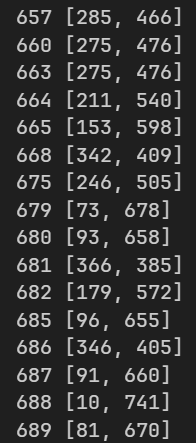 657 [285, 466]
660 [275, 476]
663 [275, 476]
664 [211, 540]
665 [153, 598]
668 [342, 409]
675 [246, 505]
679 [73, 678]
680 [93, 658]
681 [366, 385]
682 [179, 572]
685 [96, 655]
686 [346, 405]
687 [91, 660]
688 [10, 741]
689 [81, 670]